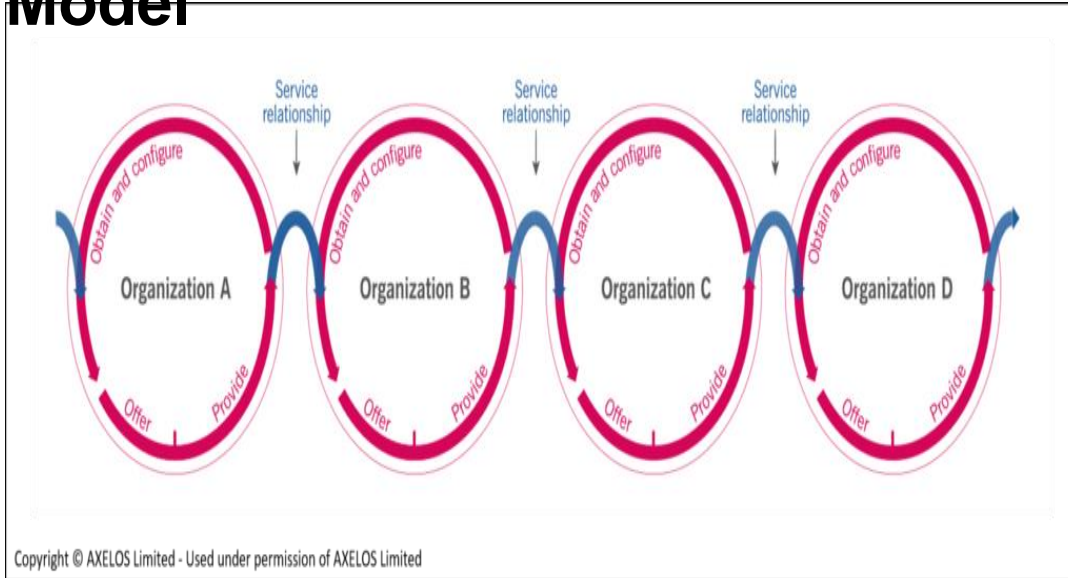 Model
Service
relationship
Service
relationship
Service
relationship
Obtain and configure
Obtain and configure
Obtain and configure
Obtain and configure
Organization A
Organization B
Organization C
Organization D
Offer
Provide
Offer
Provide
Offer
Provide
Offer
Provide
Copyright © AXELOS Limited - Used under permission of AXELOS Limited